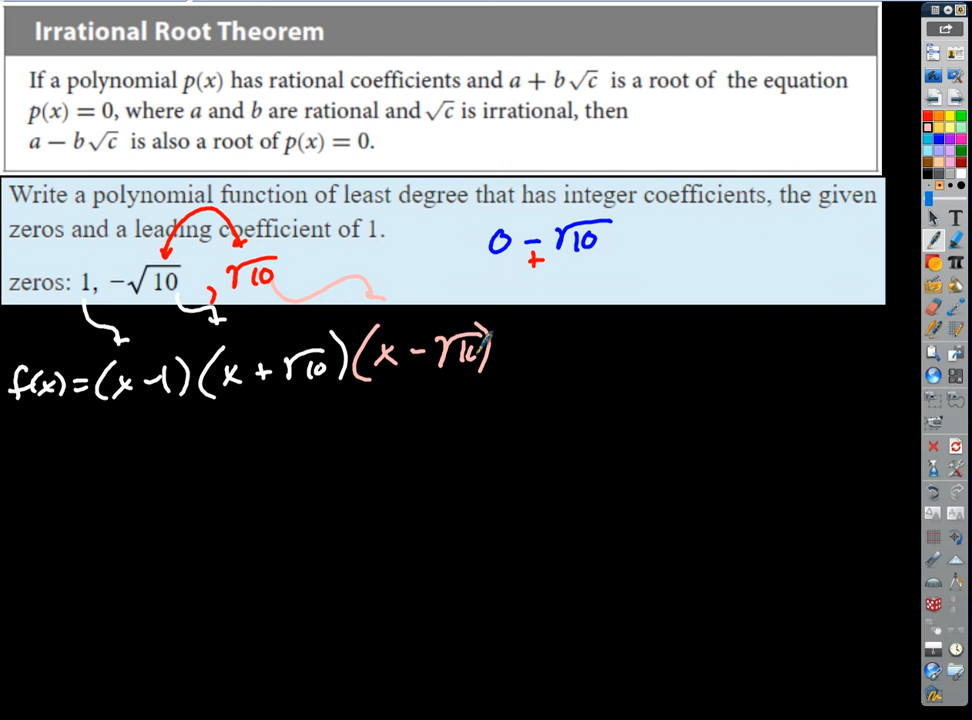 Irrational Root Theorem
If a polynomial p(x) has rational coefficients and a + b√c is a root of the equation
p(x) = 0, where a and b are rational and √c is irrational, then
a − b√c is also a root of p(x) = 0.
Write a polynomial function of least degree that has integer coefficients, the given
zeros and a leading coefficient of 1.
0 − √10
+
zeros: 1, −√10 , √10
f(x) = (x − 1)(x + √10)(x − √10)